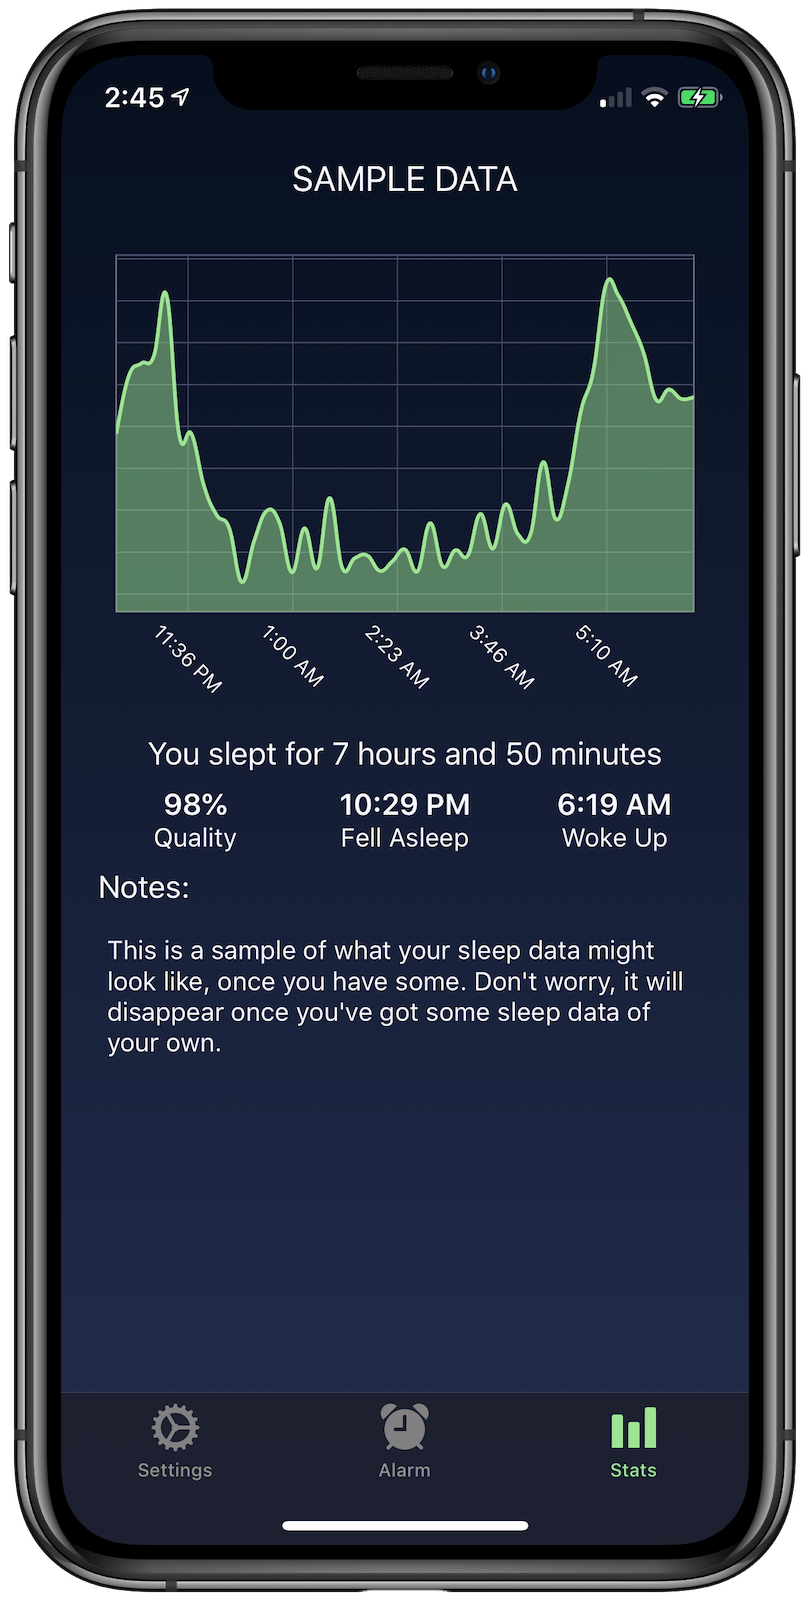 2:45
SAMPLE DATA
11:36 PM
1:00 AM
2:23 AM
3:46 AM
5:10 AM
You slept for 7 hours and 50 minutes
98% 10:29 PM 6:19 AM
Quality Fell Asleep Woke Up
Notes:
This is a sample of what your sleep data might
look like, once you have some. Don't worry, it will
disappear once you've got some sleep data of
your own.
Settings Alarm Stats